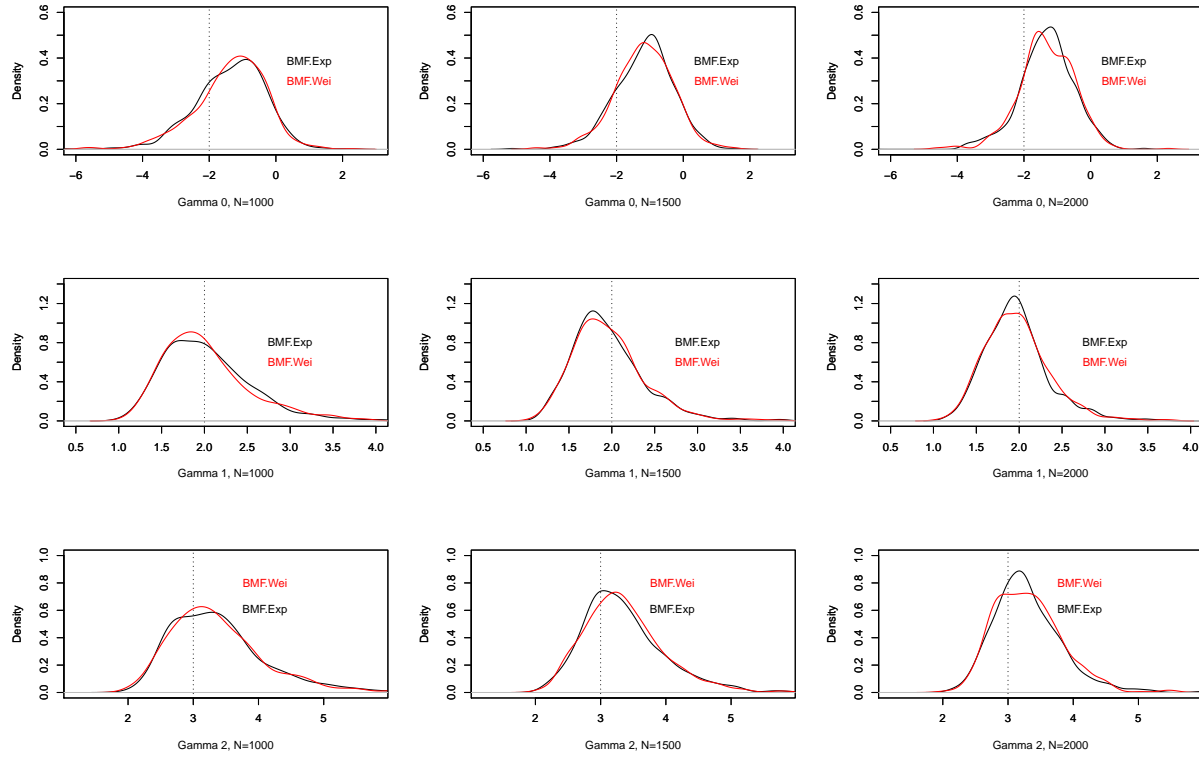 Density
0.0 0.2 0.4 0.6
BMF.Exp
BMF.Wei
−6 −4 −2 0 2
Gamma 0, N=1000
Density
0.0 0.2 0.4 0.6
BMF.Exp
BMF.Wei
−6 −4 −2 0 2
Gamma 0, N=1500
Density
0.0 0.2 0.4 0.6
BMF.Exp
BMF.Wei
−6 −4 −2 0 2
Gamma 0, N=2000
Density
0.0 0.4 0.8 1.2
BMF.Exp
BMF.Wei
0.5 1.0 1.5 2.0 2.5 3.0 3.5 4.0
Gamma 1, N=1000
Density
0.0 0.4 0.8 1.2
BMF.Exp
BMF.Wei
0.5 1.0 1.5 2.0 2.5 3.0 3.5 4.0
Gamma 1, N=1500
Density
0.0 0.4 0.8 1.2
BMF.Exp
BMF.Wei
0.5 1.0 1.5 2.0 2.5 3.0 3.5 4.0
Gamma 1, N=2000
Density
0.0 0.2 0.4 0.6 0.8 1.0
BMF.Wei
BMF.Exp
2 3 4 5
Gamma 2, N=1000
Density
0.0 0.2 0.4 0.6 0.8 1.0
BMF.Wei
BMF.Exp
2 3 4 5
Gamma 2, N=1500
Density
0.0 0.2 0.4 0.6 0.8 1.0
BMF.Wei
BMF.Exp
2 3 4 5
Gamma 2, N=2000